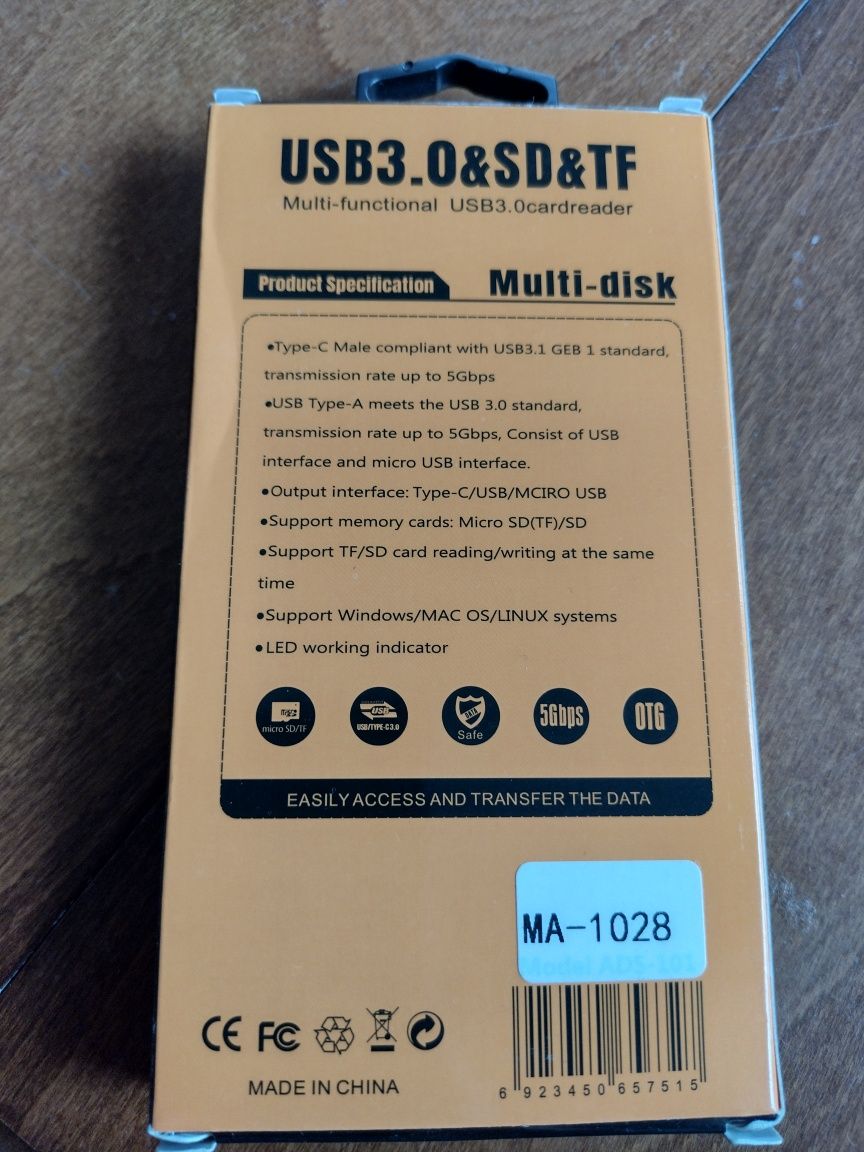 USB3.0&SD&TF
Multi-functional USB3.0cardreader
Product Specification
Multi-disk
•Type-C Male compliant with USB3.1 GEB 1 standard,
transmission rate up to 5Gbps
•USB Type-A meets the USB 3.0 standard,
transmission rate up to 5Gbps, Consist of USB
interface and micro USB interface.
•Output interface: Type-C/USB/MCIRO USB
•Support memory cards: Micro SD(TF)/SD
•Support TF/SD card reading/writing at the same
time
•Support Windows/MAC OS/LINUX systems
•LED working indicator
micro SD/TF
USB
USB/TYPE-C3.0
DATA
Safe
5Gbps
OTG
EASILY ACCESS AND TRANSFER THE DATA
MA-1028
Model ADS-101
CE FC
MADE IN CHINA
6 923450 657515